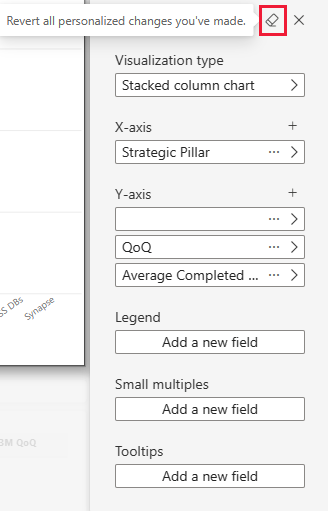 Revert all personalized changes you've made.
Visualization type
Stacked column chart
X-axis
Strategic Pillar
Y-axis
QoQ
Average Completed ...
SS DBs
Synapse
Legend
Add a new field
Small multiples
Add a new field
3M QoQ
Tooltips
Add a new field